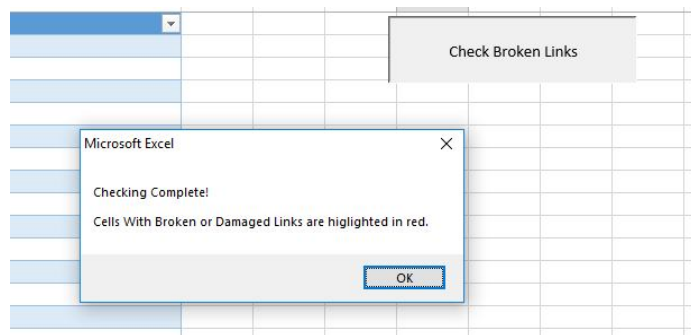 Check Broken Links
Microsoft Excel
Checking Complete!
Cells With Broken or Damaged Links are higlighted in red.
OK